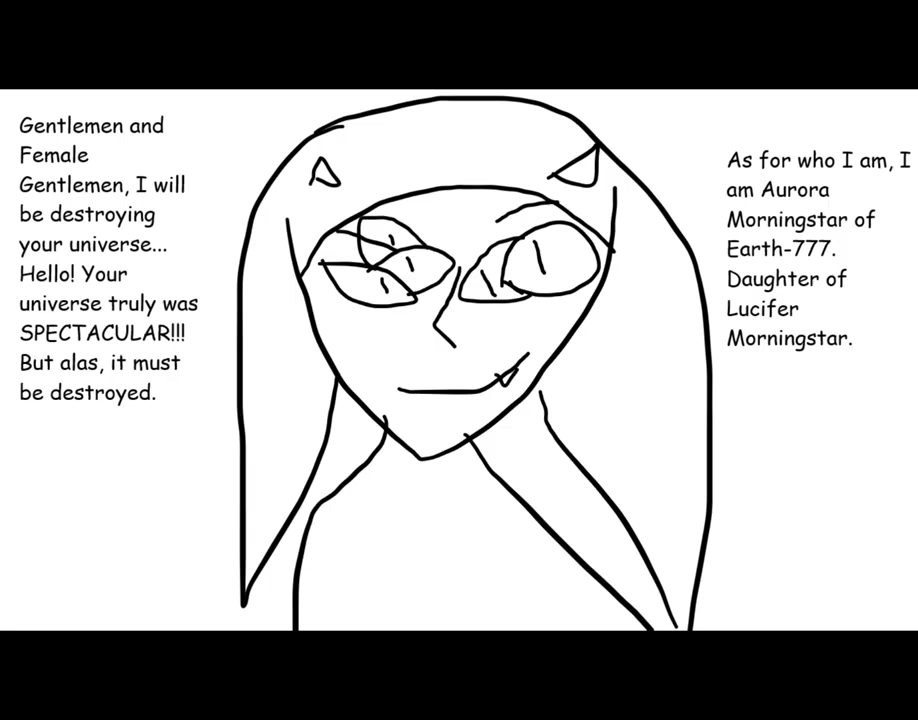 Gentlemen and
Female
Gentlemen, I will
be destroying
your universe...
Hello! Your
universe truly was
SPECTACULAR!!!
But alas, it must
be destroyed.
As for who I am, I
am Aurora
Morningstar of
Earth-777.
Daughter of
Lucifer
Morningstar.